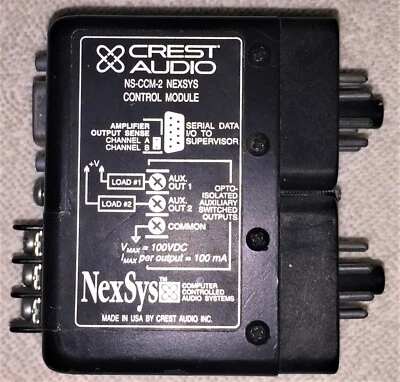 CREST®
AUDIO
NS-CCM-2 NEXSYS
CONTROL MODULE
AMPLIFIER
OUTPUT SENSE
CHANNEL A
CHANNEL B
SERIAL DATA
I/O TO
SUPERVISOR
+V
LOAD #1
AUX.
OUT 1
LOAD #2
AUX.
OUT 2
COMMON
OPTO-
ISOLATED
AUXILIARY
SWITCHED
OUTPUTS
VMAX = 100VDC
IMAX per output = 100 mA
NexSys™
COMPUTER
CONTROLLED
AUDIO SYSTEMS
MADE IN USA BY CREST AUDIO INC.